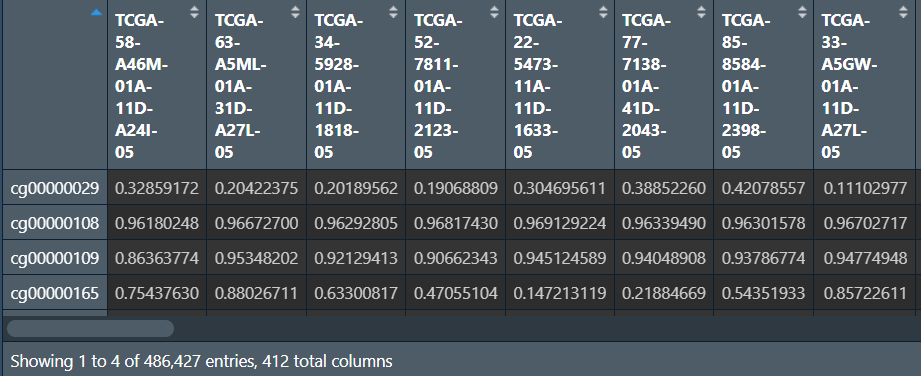 TCGA-
58-
A46M-
01A-
11D-
A24I-
05
TCGA-
63-
A5ML-
01A-
31D-
A27L-
05
TCGA-
34-
5928-
01A-
11D-
1818-
05
TCGA-
52-
7811-
01A-
11D-
2123-
05
TCGA-
22-
5473-
11A-
11D-
1633-
05
TCGA-
77-
7138-
01A-
41D-
2043-
05
TCGA-
85-
8584-
01A-
11D-
2398-
05
TCGA-
33-
A5GW-
01A-
11D-
A27L-
05
cg00000029 0.32859172 0.20422375 0.20189562 0.19068809 0.304695611 0.38852260 0.42078557 0.11102977
cg00000108 0.96180248 0.96672700 0.96292805 0.96817430 0.969129224 0.96339490 0.96301578 0.96702717
cg00000109 0.86363774 0.95348202 0.92129413 0.90662343 0.945124589 0.94048908 0.93786774 0.94774948
cg00000165 0.75437630 0.88026711 0.63300817 0.47055104 0.147213119 0.21884669 0.54351933 0.85722611
Showing 1 to 4 of 486,427 entries, 412 total columns